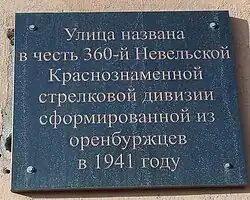 Улица названа
в честь 360-й Невельской
Краснознаменной
стрелковой дивизии
сформированной из
оренбуржцев
в 1941 году